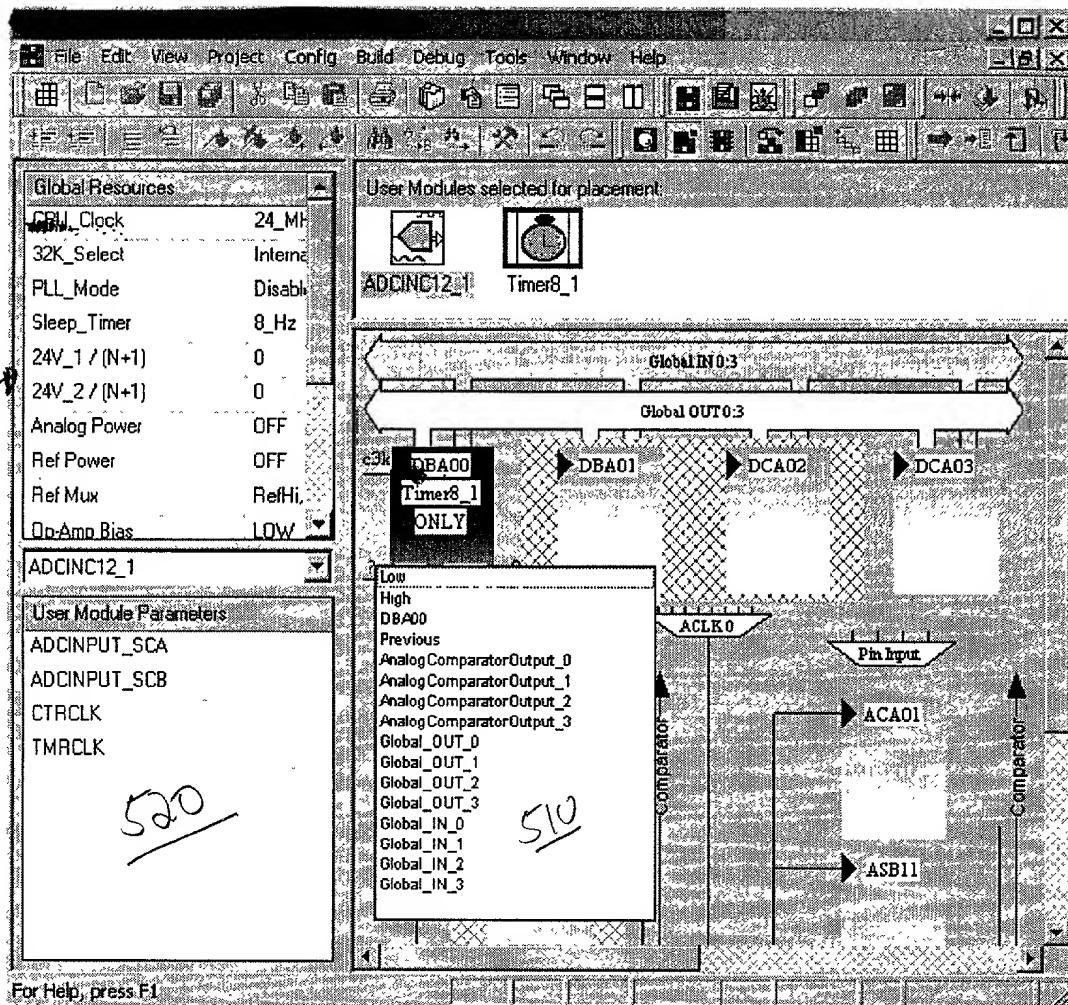 File Edit View Project Config Build Debug Tools Window Help
Global Resources
CPU_Clock 24_MH
32K_Select Interna
PLL_Mode Disabl
Sleep_Timer 8_Hz
24V_1 / (N+1) 0
24V_2 / (N+1) 0
Analog Power OFF
Ref Power OFF
Ref Mux RefHi,
Op-Amp Bias LOW
ADCINC12_1
User Module Parameters
ADCINPUT_SCA
ADCINPUT_SCB
CTRCLK
TMRCLK
520
User Modules selected for placement:
ADCINC12_1 Timer8_1
Global IN 0:3
Global OUT 0:3
DBA00 DBA01 DCA02 DCA03
Timer8_1
ONLY
Low
High
DBA00
Previous
AnalogComparatorOutput_0
AnalogComparatorOutput_1
AnalogComparatorOutput_2
AnalogComparatorOutput_3
Global_OUT_0
Global_OUT_1
Global_OUT_2
Global_OUT_3
Global_IN_0
Global_IN_1
Global_IN_2
Global_IN_3
510
ACLK0
Pin Input
Comparator
ACA01
Comparator
ASB11
For Help, press F1